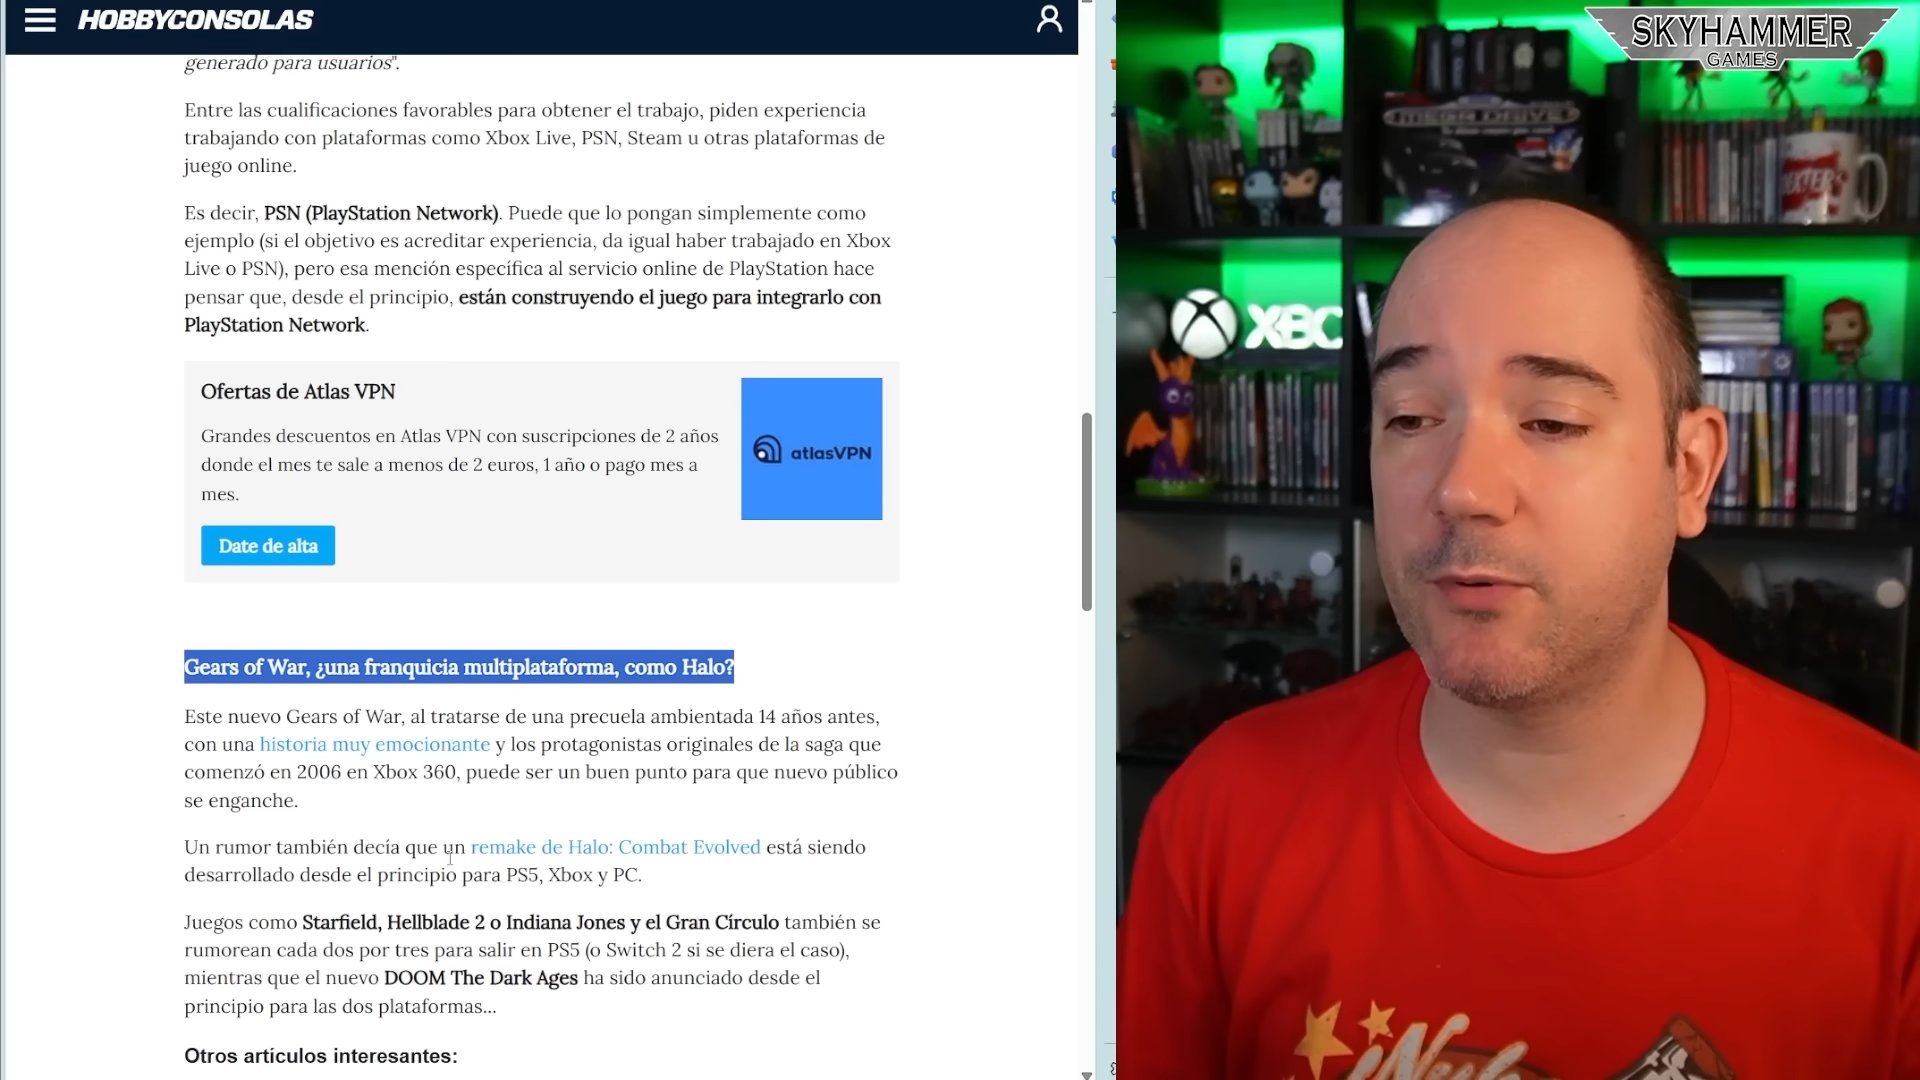 HOBBYCONSOLAS
generado para usuarios".
Entre las cualificaciones favorables para obtener el trabajo, piden experiencia
trabajando con plataformas como Xbox Live, PSN, Steam u otras plataformas de
juego online.
Es decir, PSN (PlayStation Network). Puede que lo pongan simplemente como
ejemplo (si el objetivo es acreditar experiencia, da igual haber trabajado en Xbox
Live o PSN), pero esa mención específica al servicio online de PlayStation hace
pensar que, desde el principio, están construyendo el juego para integrarlo con
PlayStation Network.
Ofertas de Atlas VPN
Grandes descuentos en Atlas VPN con suscripciones de 2 años
donde el mes te sale a menos de 2 euros, 1 año o pago mes a
mes.
atlasVPN
Date de alta
Gears of War, ¿una franquicia multiplataforma, como Halo?
Este nuevo Gears of War, al tratarse de una precuela ambientada 14 años antes,
con una historia muy emocionante y los protagonistas originales de la saga que
comenzó en 2006 en Xbox 360, puede ser un buen punto para que nuevo público
se enganche.
Un rumor también decía que un remake de Halo: Combat Evolved está siendo
desarrollado desde el principio para PS5, Xbox y PC.
Juegos como Starfield, Hellblade 2 o Indiana Jones y el Gran Círculo también se
rumorean cada dos por tres para salir en PS5 (o Switch 2 si se diera el caso),
mientras que el nuevo DOOM The Dark Ages ha sido anunciado desde el
principio para las dos plataformas...
Otros artículos interesantes:
SKYHAMMER
GAMES
MEGA DRIVE
XBO